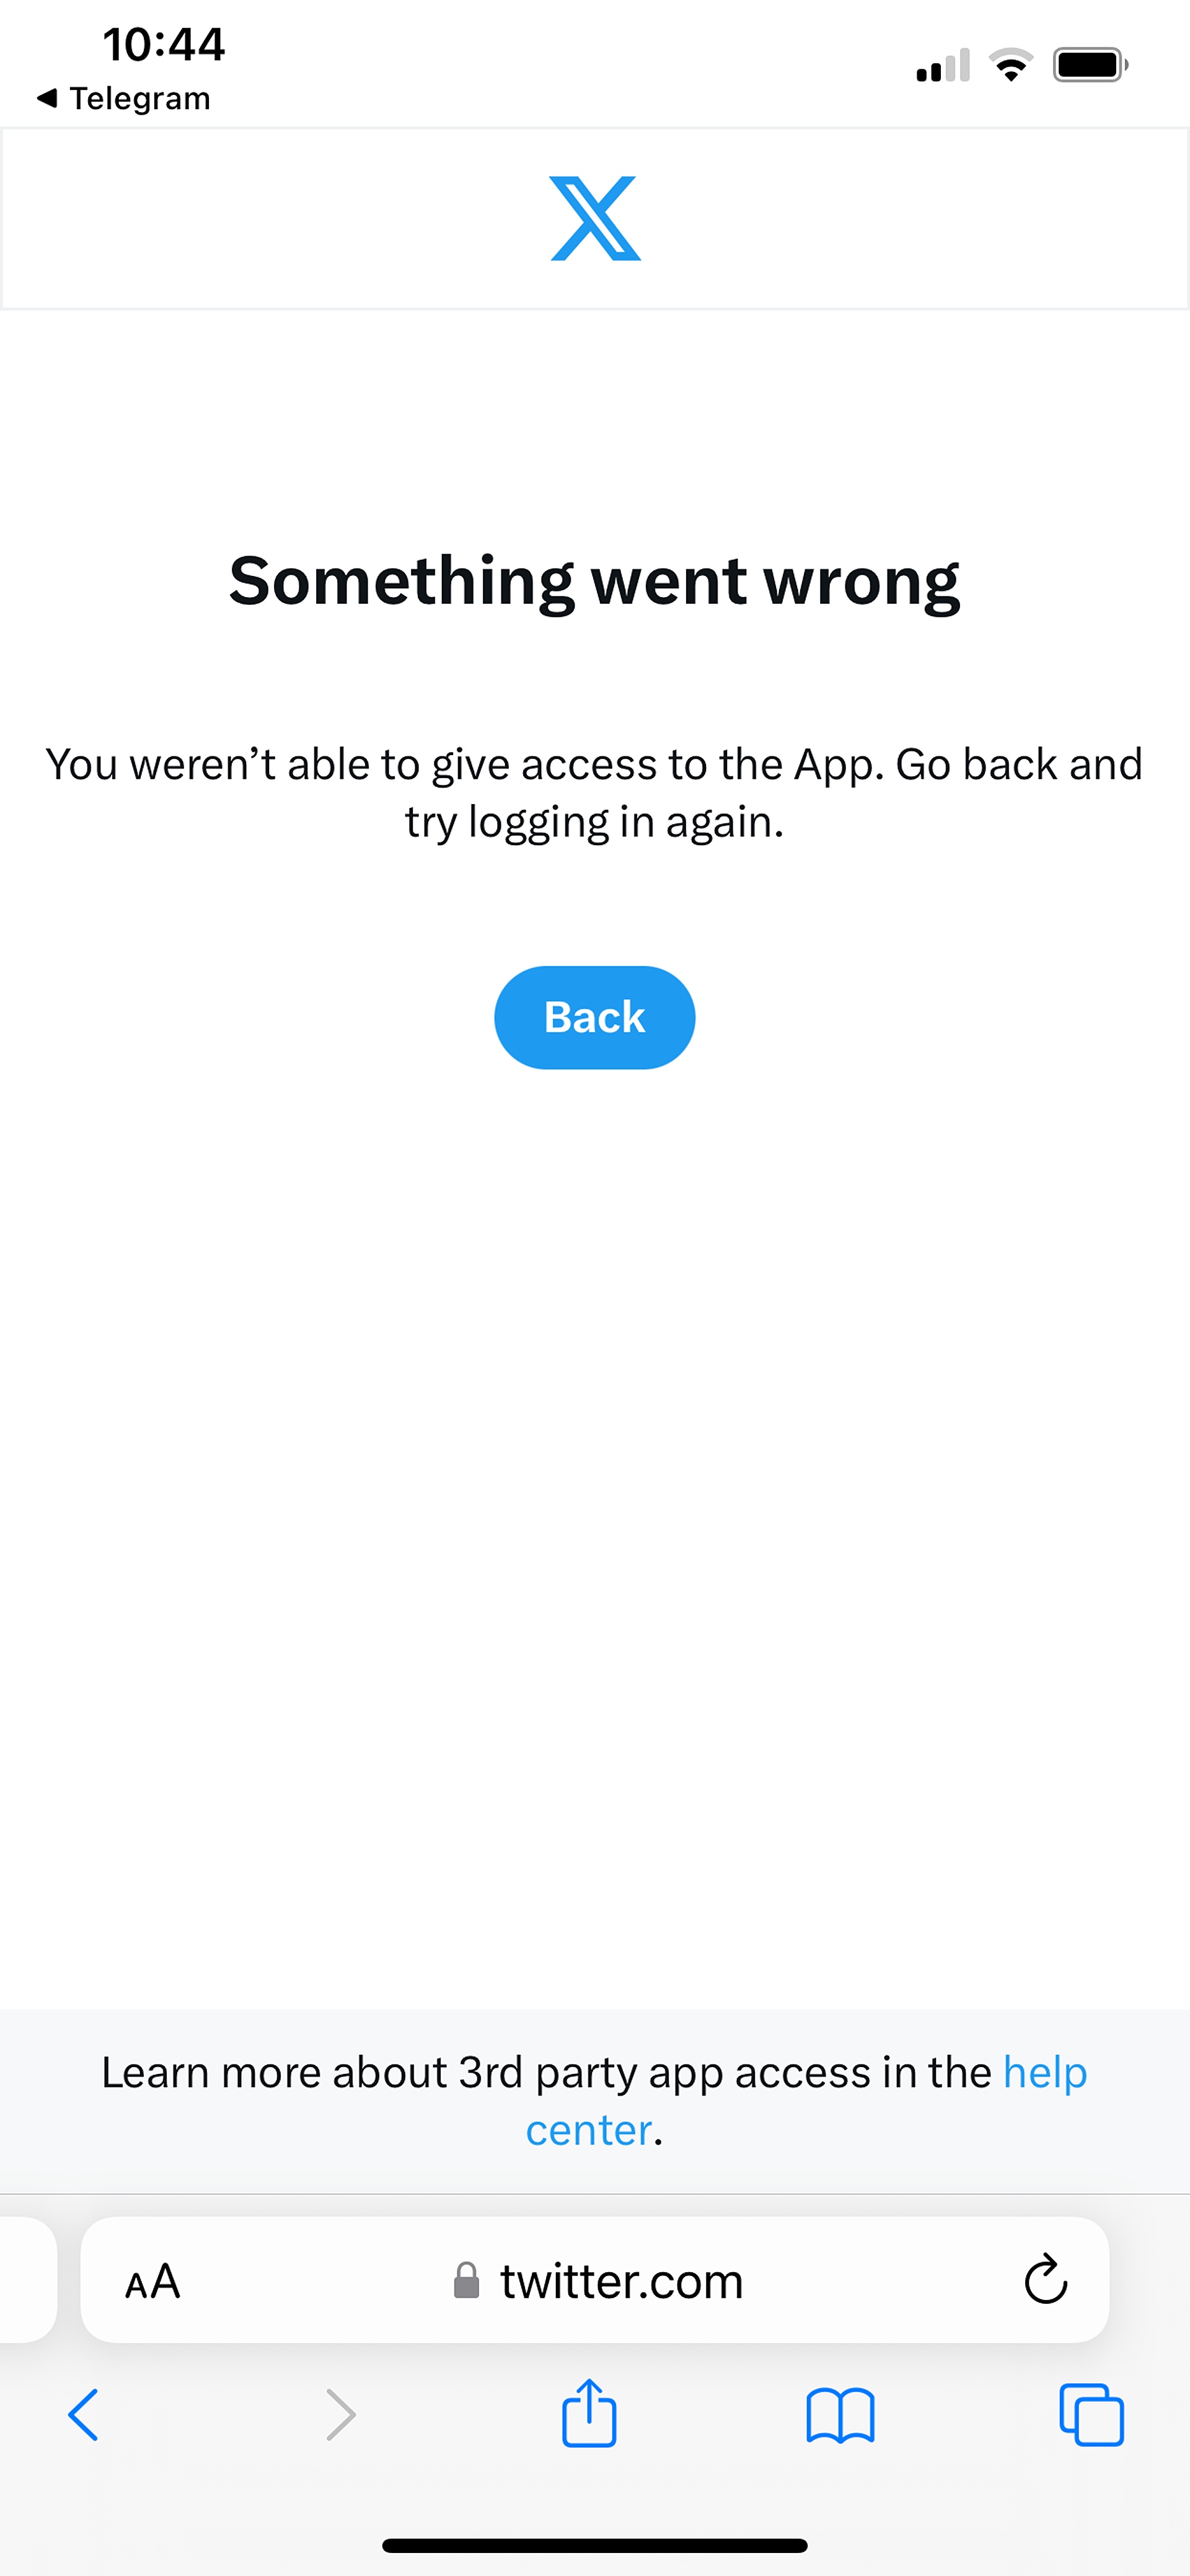 10:44
◀ Telegram
Something went wrong
You weren’t able to give access to the App. Go back and
try logging in again.
Back
Learn more about 3rd party app access in the help
center.
AA twitter.com